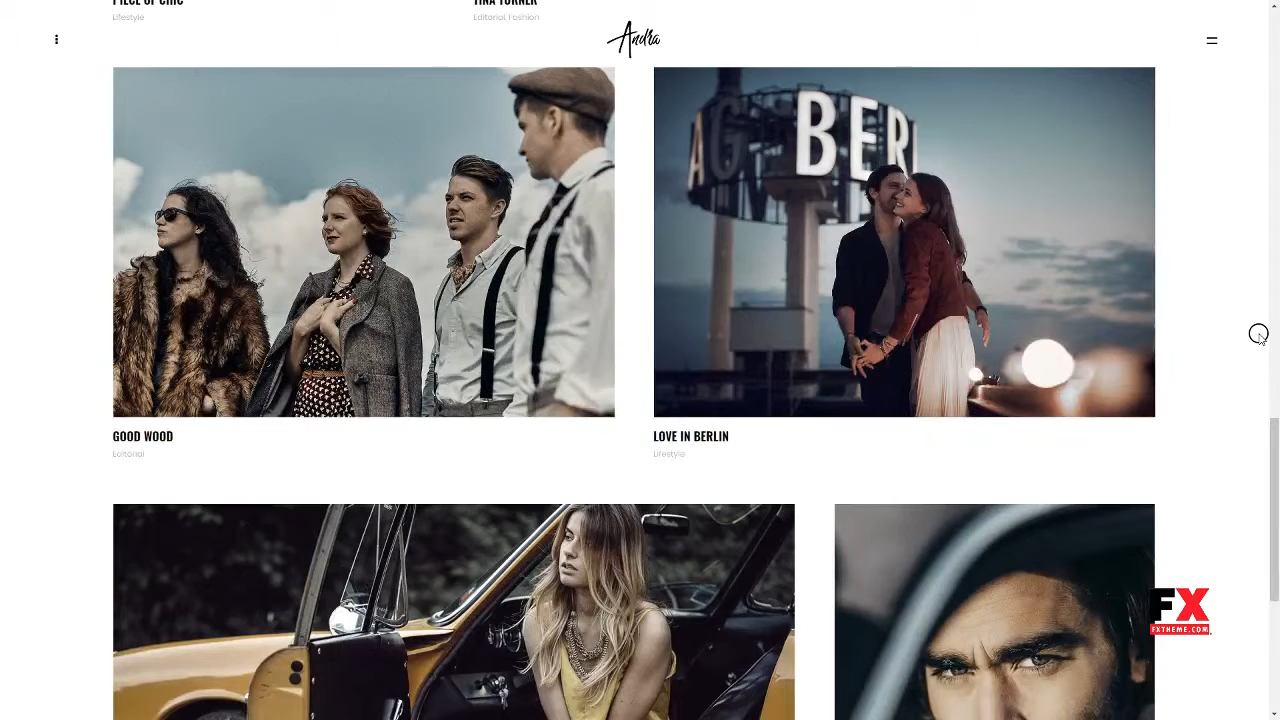 PIECE OF CHIC
TINA TURNER
Lifestyle
Editorial Fashion
Andra
AG BERL
GOOD WOOD
LOVE IN BERLIN
Editorial
Lifestyle
FX
FXTHEME.COM